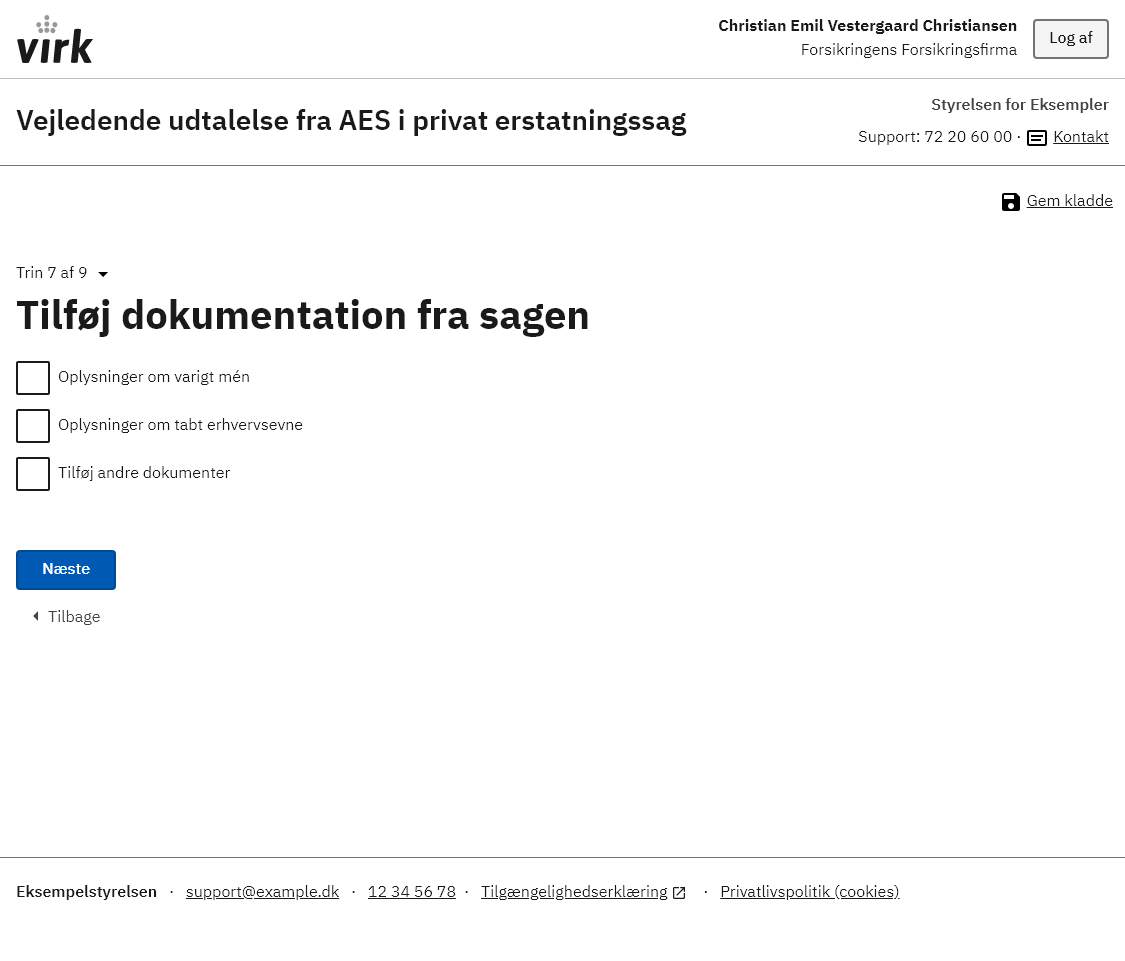 virk
Christian Emil Vestergaard Christiansen
Forsikringens Forsikringsfirma
Log af
Vejledende udtalelse fra AES i privat erstatningssag
Styrelsen for Eksempler
Support: 72 20 60 00 · Kontakt
Gem kladde
Trin 7 af 9
Tilføj dokumentation fra sagen
Oplysninger om varigt mén
Oplysninger om tabt erhvervsevne
Tilføj andre dokumenter
Næste
Tilbage
Eksempelstyrelsen · support@example.dk · 12 34 56 78 · Tilgængelighedserklæring · Privatlivspolitik (cookies)